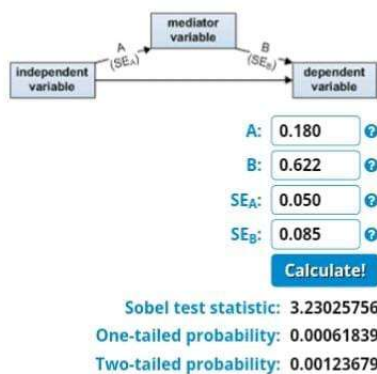 mediator
variable
A
(SEA)
B
(SEB)
independent
variable
dependent
variable
A: 0.180 ?
B: 0.622 ?
SEA: 0.050 ?
SEB: 0.085 ?
Calculate!
Sobel test statistic: 3.23025756
One-tailed probability: 0.00061839
Two-tailed probability: 0.00123679